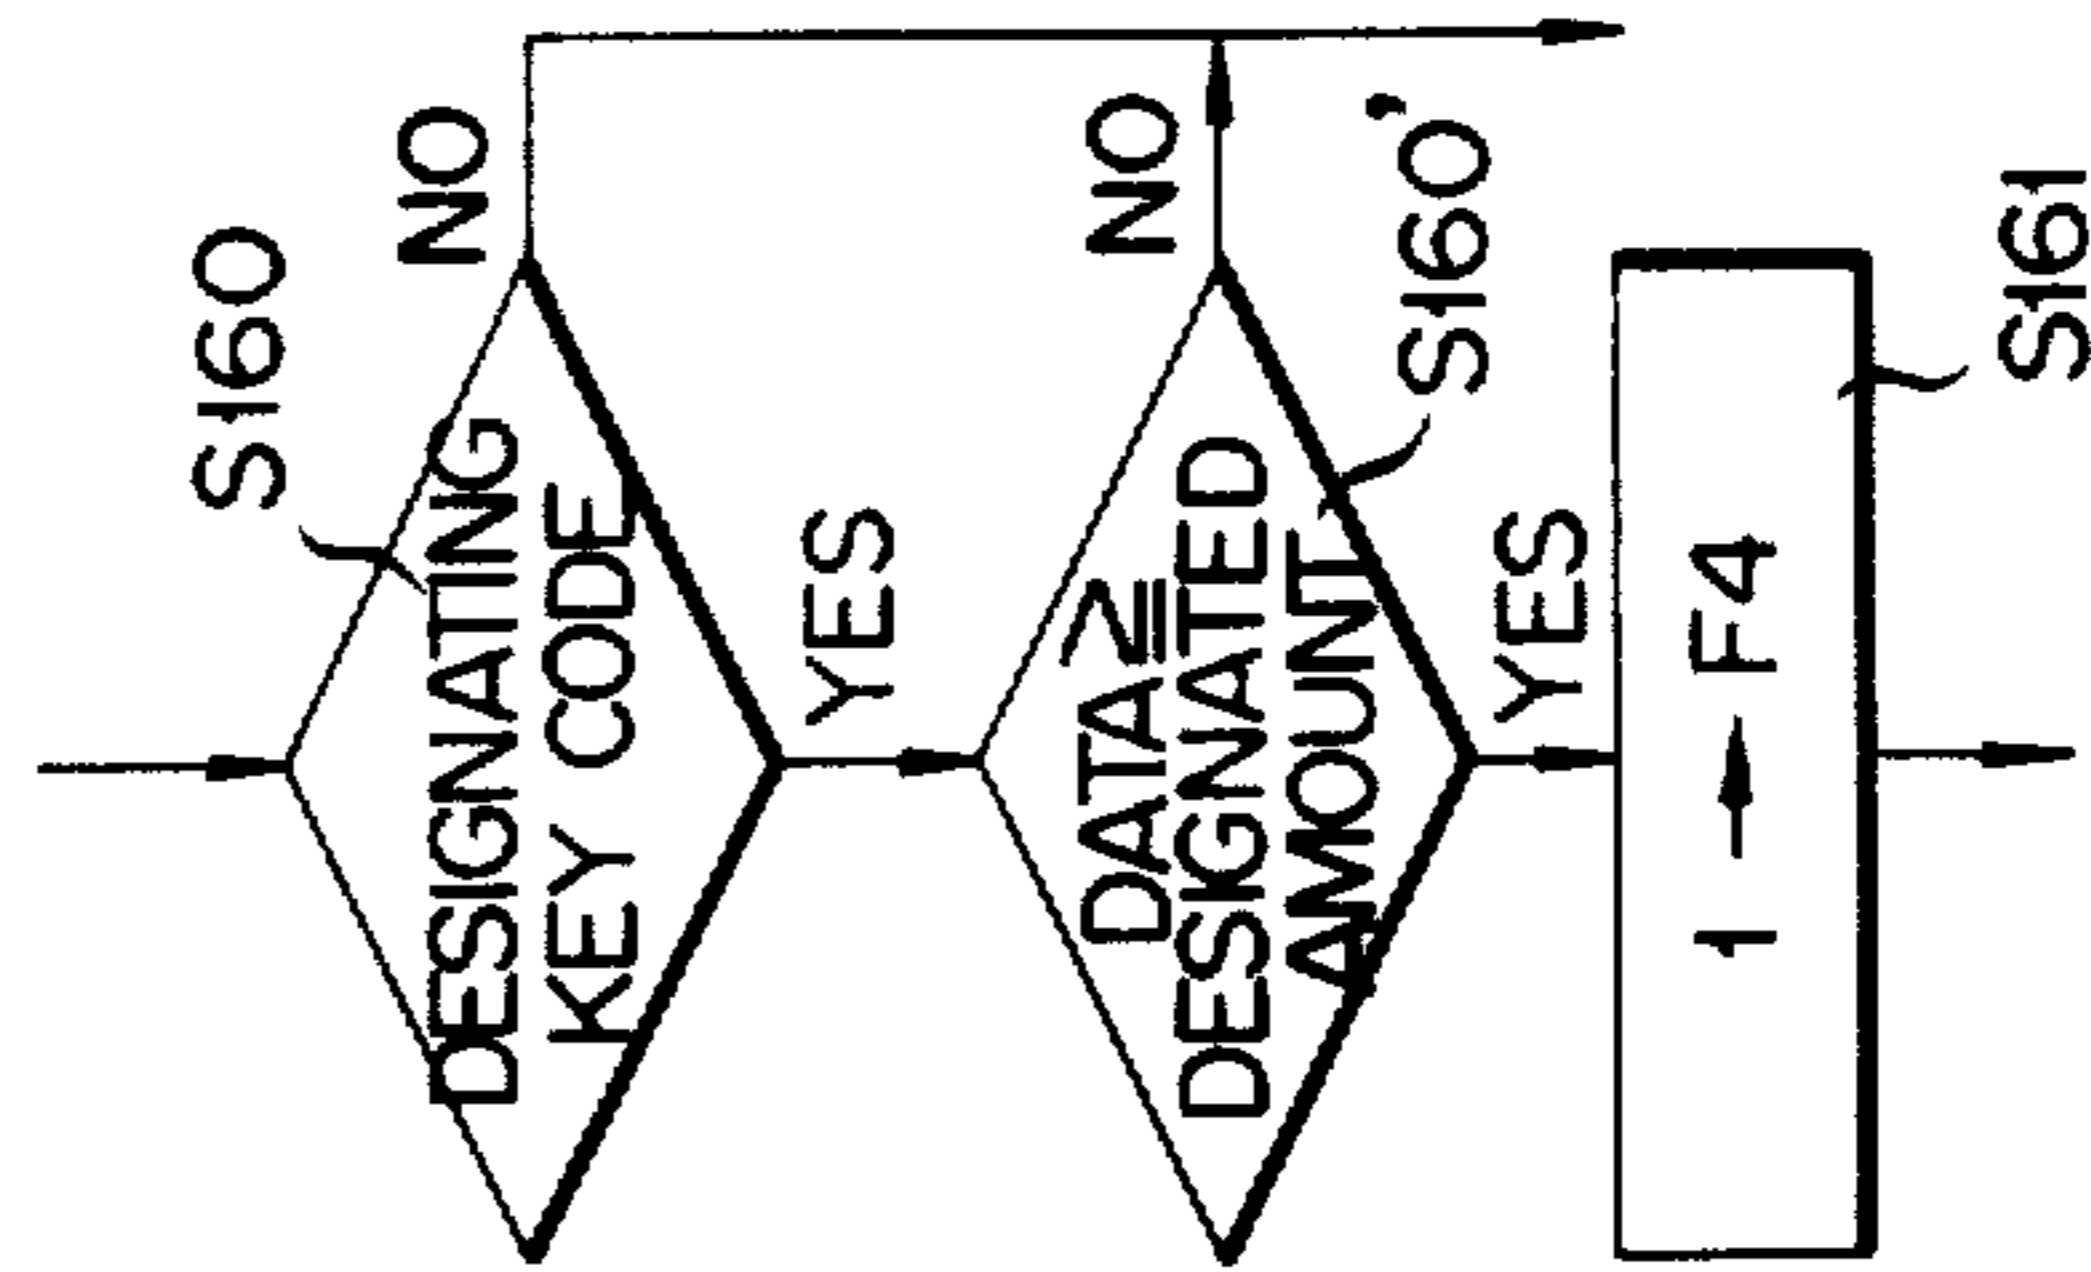 S160
DESIGNATING
KEY CODE
NO
YES
DATA ≧
DESIGNATED
AMOUNT
NO
S160'
YES
1 → F4
S161